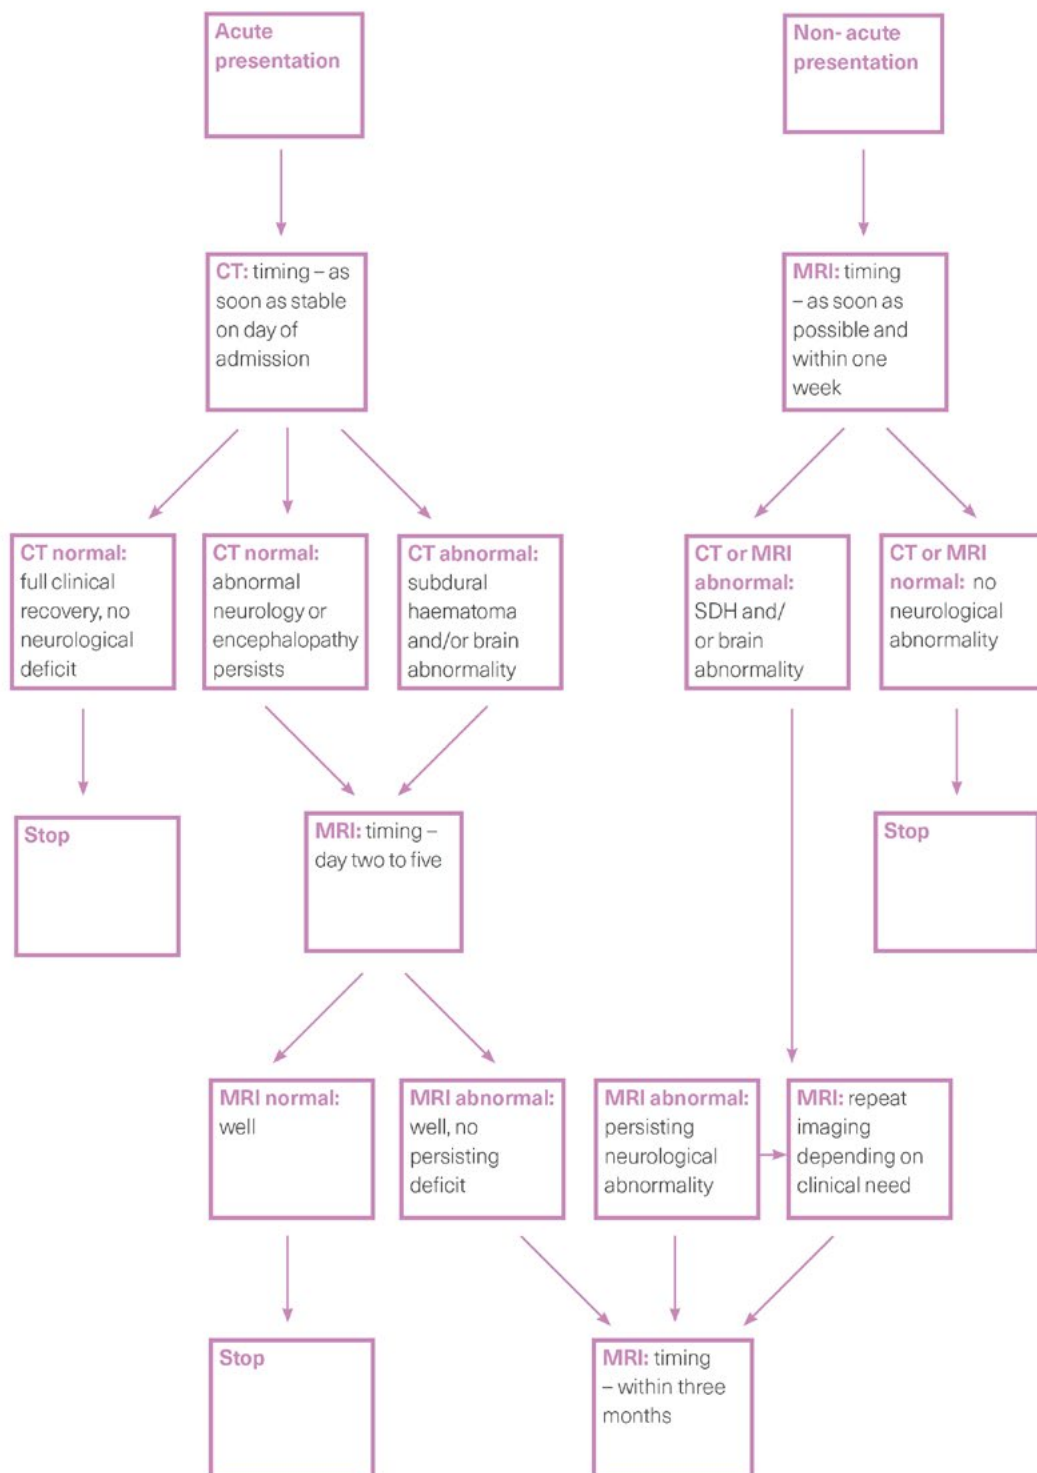 Acute
presentation
Non- acute
presentation
CT: timing – as
soon as stable
on day of
admission
MRI: timing
– as soon as
possible and
within one
week
CT normal:
full clinical
recovery, no
neurological
deficit
CT normal:
abnormal
neurology or
encephalopathy
persists
CT abnormal:
subdural
haematoma
and/or brain
abnormality
CT or MRI
abnormal:
SDH and/
or brain
abnormality
CT or MRI
normal: no
neurological
abnormality
Stop
MRI: timing –
day two to five
Stop
MRI normal:
well
MRI abnormal:
well, no
persisting
deficit
MRI abnormal:
persisting
neurological
abnormality
MRI: repeat
imaging
depending on
clinical need
Stop
MRI: timing
– within three
months